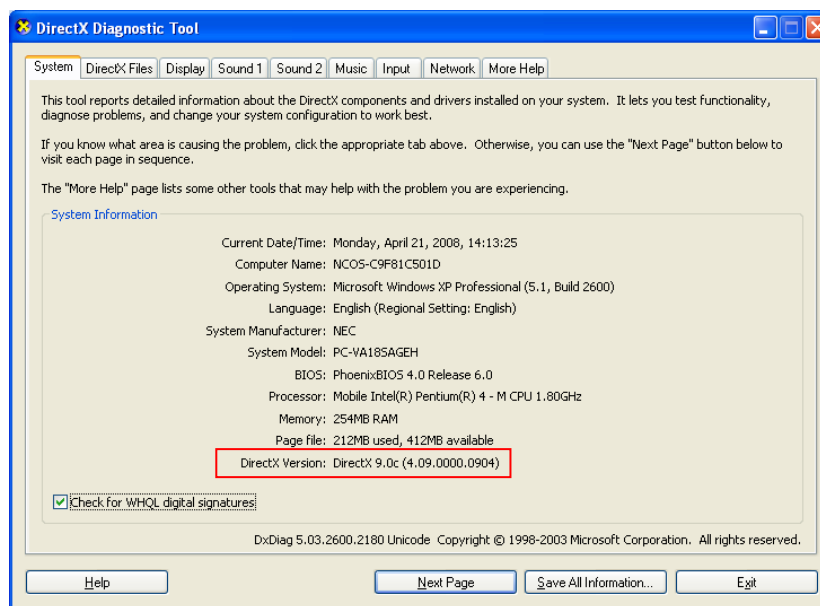 DirectX Diagnostic Tool
System DirectX Files Display Sound 1 Sound 2 Music Input Network More Help
This tool reports detailed information about the DirectX components and drivers installed on your system. It lets you test functionality,
diagnose problems, and change your system configuration to work best.
If you know what area is causing the problem, click the appropriate tab above. Otherwise, you can use the "Next Page" button below to
visit each page in sequence.
The "More Help" page lists some other tools that may help with the problem you are experiencing.
System Information
Current Date/Time: Monday, April 21, 2008, 14:13:25
Computer Name: NCOS-C9F81C501D
Operating System: Microsoft Windows XP Professional (5.1, Build 2600)
Language: English (Regional Setting: English)
System Manufacturer: NEC
System Model: PC-VA18SAGEH
BIOS: PhoenixBIOS 4.0 Release 6.0
Processor: Mobile Intel(R) Pentium(R) 4 - M CPU 1.80GHz
Memory: 254MB RAM
Page file: 212MB used, 412MB available
DirectX Version: DirectX 9.0c (4.09.0000.0904)
Check for WHQL digital signatures
DxDiag 5.03.2600.2180 Unicode Copyright © 1998-2003 Microsoft Corporation. All rights reserved.
Help Next Page Save All Information... Exit